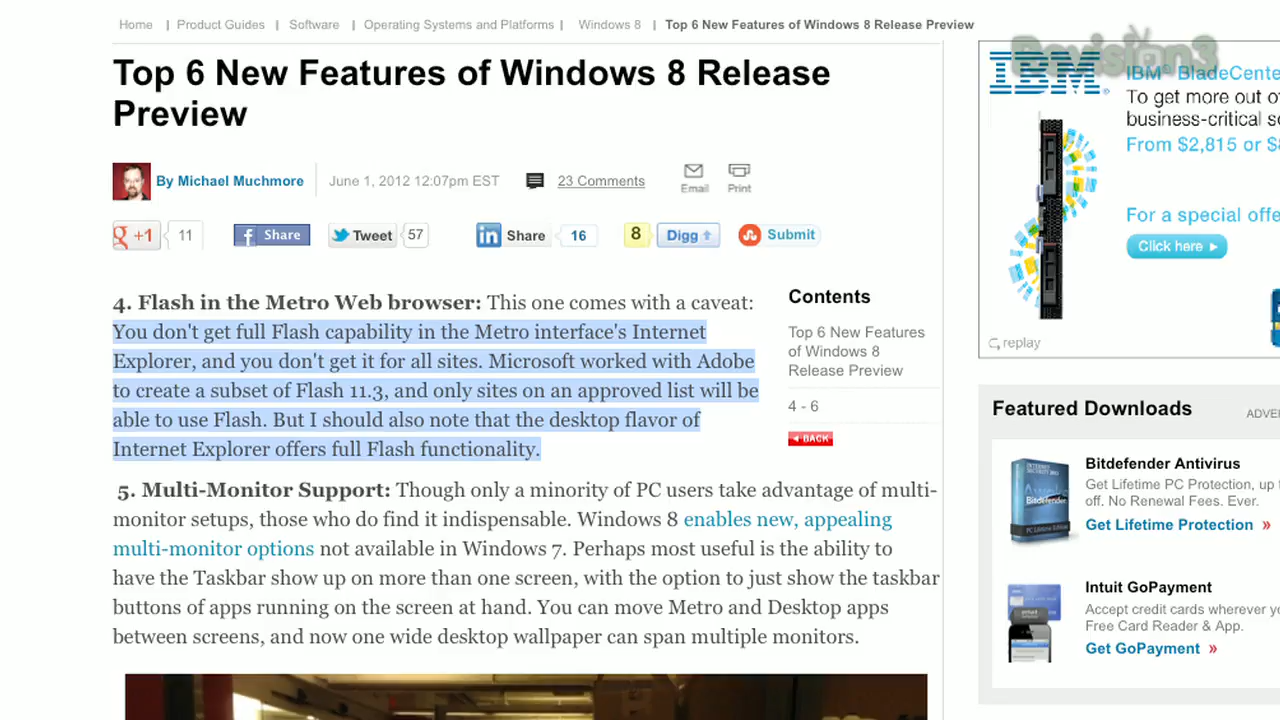 Home | Product Guides | Software | Operating Systems and Platforms | Windows 8 | Top 6 New Features of Windows 8 Release Preview
Revision3
Top 6 New Features of Windows 8 Release
Preview
By Michael Muchmore
June 1, 2012 12:07pm EST
23 Comments
Email
Print
g +1 11
f Share
Tweet 57
in Share 16
8 Digg
Submit
4. Flash in the Metro Web browser: This one comes with a caveat:
You don't get full Flash capability in the Metro interface's Internet
Explorer, and you don't get it for all sites. Microsoft worked with Adobe
to create a subset of Flash 11.3, and only sites on an approved list will be
able to use Flash. But I should also note that the desktop flavor of
Internet Explorer offers full Flash functionality.
5. Multi-Monitor Support: Though only a minority of PC users take advantage of multi-
monitor setups, those who do find it indispensable. Windows 8 enables new, appealing
multi-monitor options not available in Windows 7. Perhaps most useful is the ability to
have the Taskbar show up on more than one screen, with the option to just show the taskbar
buttons of apps running on the screen at hand. You can move Metro and Desktop apps
between screens, and now one wide desktop wallpaper can span multiple monitors.
Contents
Top 6 New Features
of Windows 8
Release Preview
4 - 6
BACK
IBM
IBM® BladeCente
To get more out o
business-critical s
From $2,815 or $
For a special offe
Click here
replay
Featured Downloads
ADVE
Bitdefender Antivirus
Get Lifetime PC Protection, up
off. No Renewal Fees. Ever.
Get Lifetime Protection »
Intuit GoPayment
Accept credit cards wherever yo
Free Card Reader & App.
Get GoPayment »